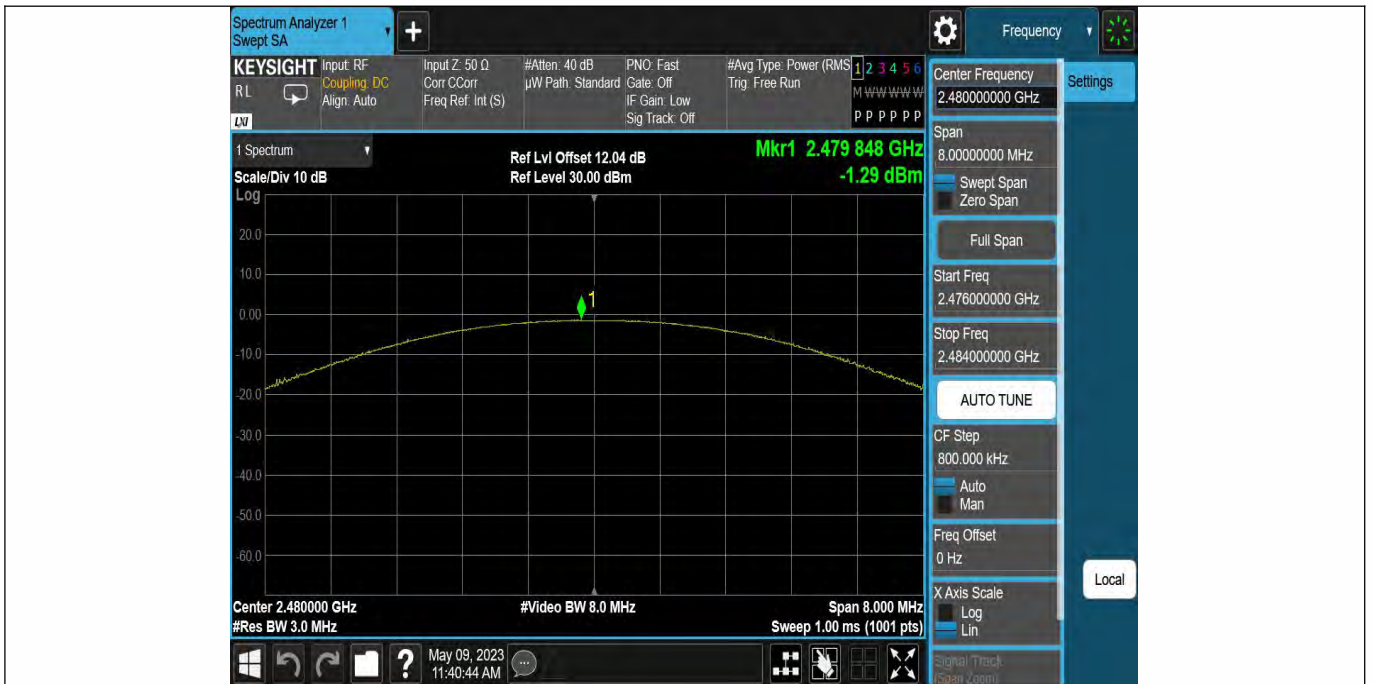 Spectrum Analyzer 1
Swept SA
+
Frequency
KEYSIGHT
RL
LXI
Input: RF
Coupling: DC
Align: Auto
Input Z: 50 Ω
Corr CCorr
Freq Ref: Int (S)
#Atten: 40 dB
µW Path: Standard
PNO: Fast
Gate: Off
IF Gain: Low
Sig Track: Off
#Avg Type: Power (RMS
Trig: Free Run
1 2 3 4 5 6
M W W W W W
P P P P P P
1 Spectrum
Scale/Div 10 dB
Ref Lvl Offset 12.04 dB
Ref Level 30.00 dBm
Mkr1 2.479 848 GHz
-1.29 dBm
Log
20.0
10.0
0.00
-10.0
-20.0
-30.0
-40.0
-50.0
-60.0
1
Center 2.480000 GHz
#Res BW 3.0 MHz
#Video BW 8.0 MHz
Span 8.000 MHz
Sweep 1.00 ms (1001 pts)
?
May 09, 2023
11:40:44 AM
Center Frequency
2.480000000 GHz
Settings
Span
8.00000000 MHz
Swept Span
Zero Span
Full Span
Start Freq
2.476000000 GHz
Stop Freq
2.484000000 GHz
AUTO TUNE
CF Step
800.000 kHz
Auto
Man
Freq Offset
0 Hz
X Axis Scale
Log
Lin
Signal Track
(Span Zoom)
Local